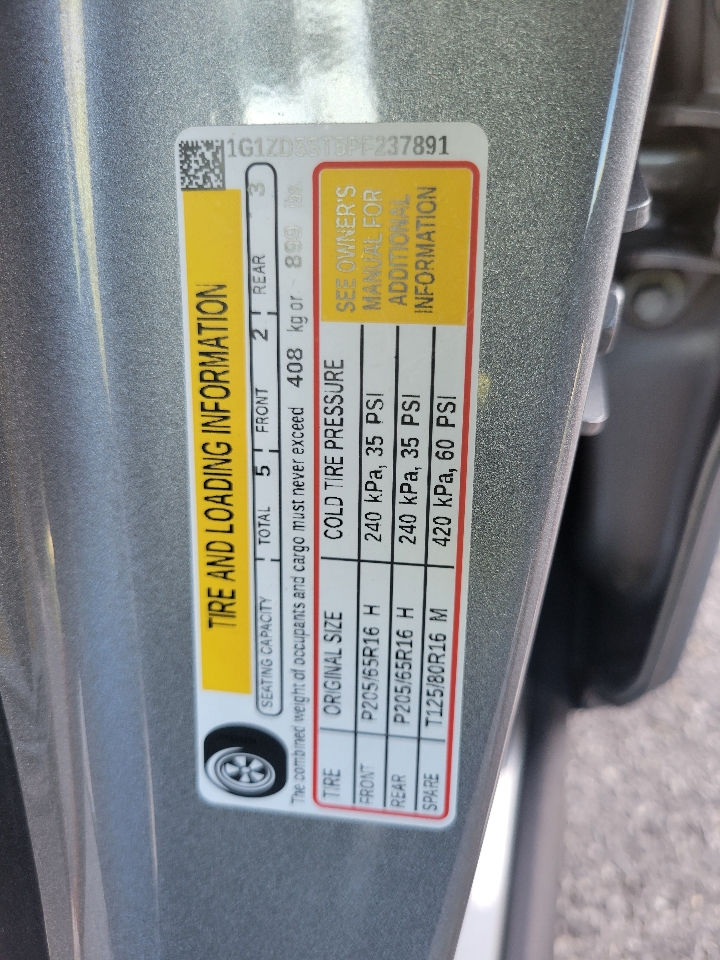 TIRE AND LOADING INFORMATION
SEATING CAPACITY TOTAL 5 FRONT 2 REAR 3
The combined weight of occupants and cargo must never exceed 408 kg or 899 lbs.
TIRE ORIGINAL SIZE COLD TIRE PRESSURE
FRONT P205/65R16 H 240 kPa, 35 PSI
REAR P205/65R16 H 240 kPa, 35 PSI
SPARE T125/80R16 M 420 kPa, 60 PSI
SEE OWNER'S
MANUAL FOR
ADDITIONAL
INFORMATION